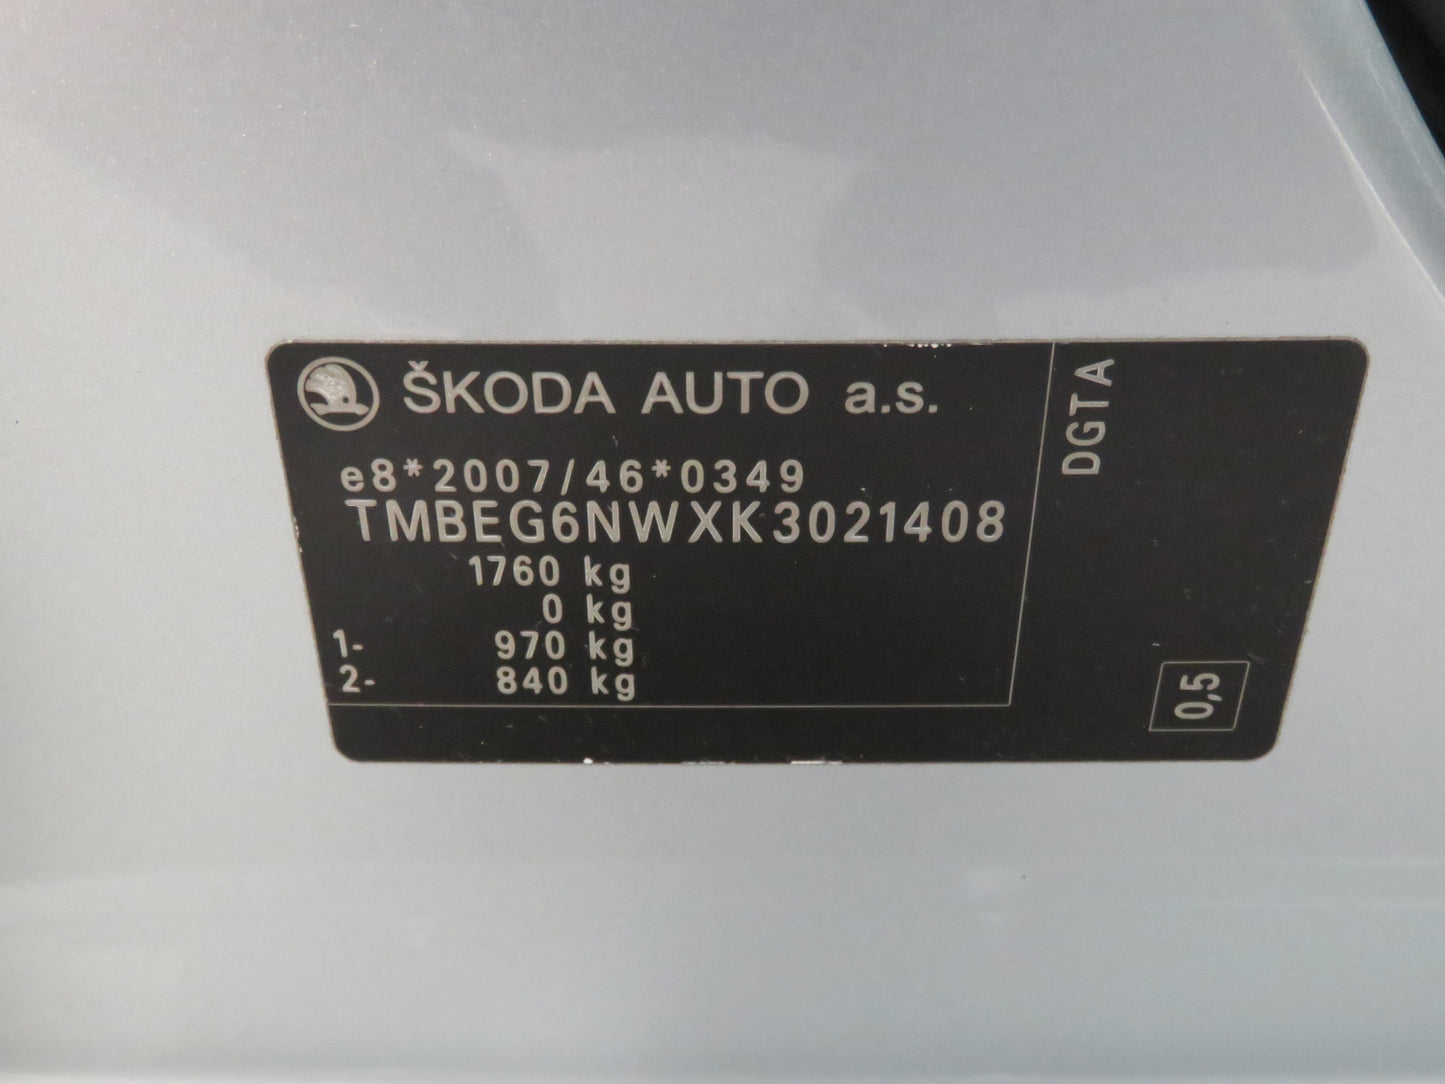 ŠKODA AUTO a.s.
e8*2007/46*0349
TMBEG6NWXK3021408
1760 kg
0 kg
1- 970 kg
2- 840 kg
DGTA
0,5